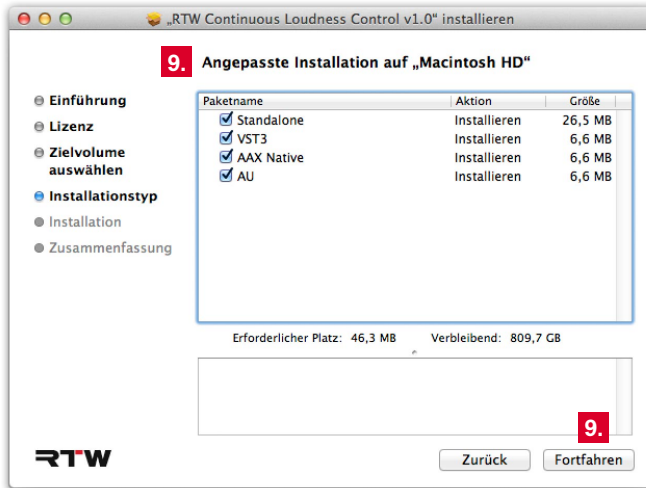 „RTW Continuous Loudness Control v1.0“ installieren
9. Angepasste Installation auf „Macintosh HD“
Einführung
Lizenz
Zielvolume
auswählen
Installationstyp
Installation
Zusammenfassung
Paketname Aktion Größe
Standalone Installieren 26,5 MB
VST3 Installieren 6,6 MB
AAX Native Installieren 6,6 MB
AU Installieren 6,6 MB
Erforderlicher Platz: 46,3 MB Verbleibend: 809,7 GB
9.
RTW Zurück Fortfahren